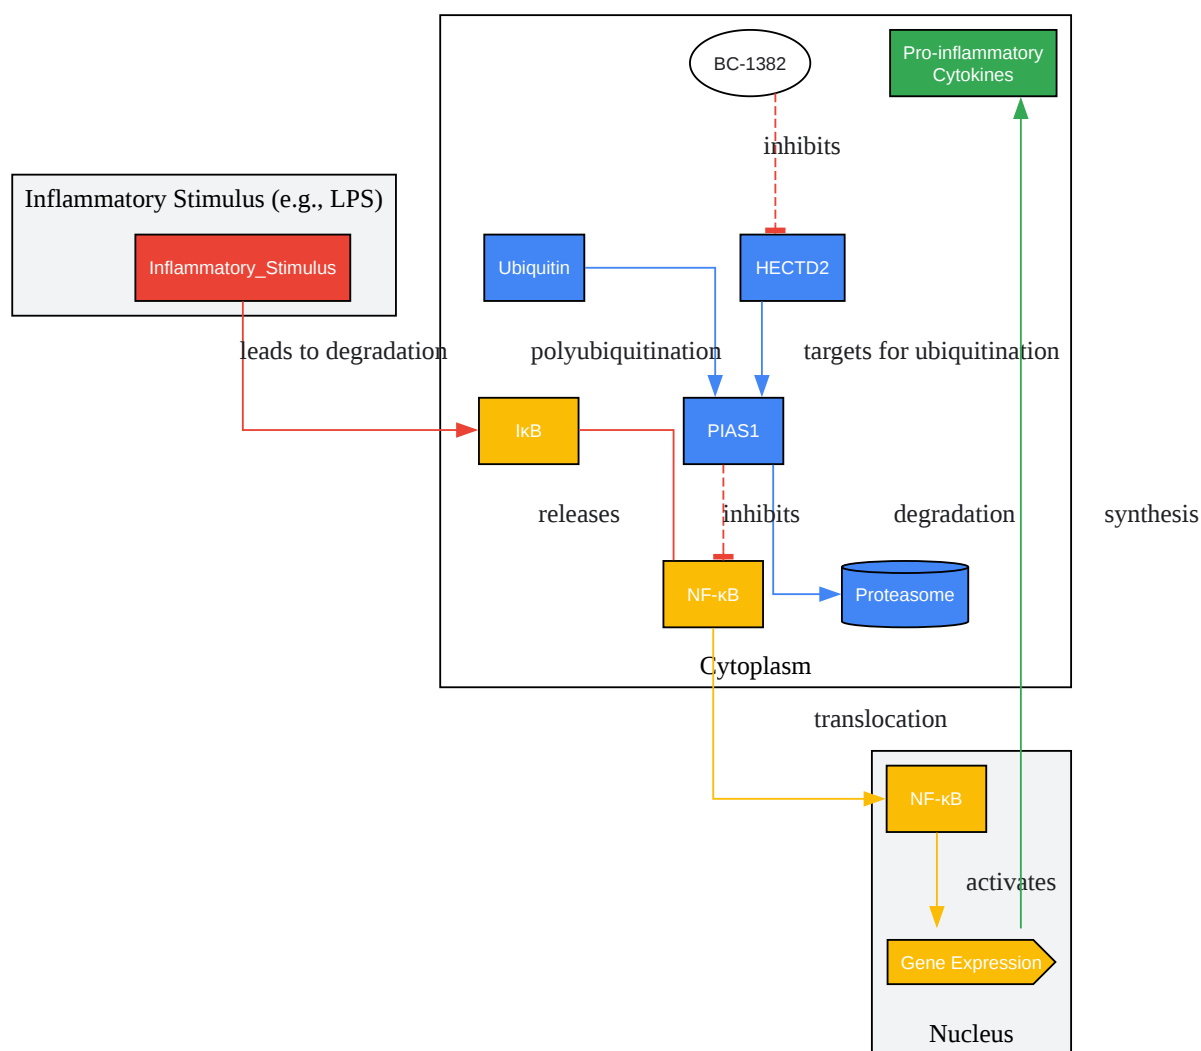 BC-1382
Pro-inflammatory
Cytokines
inhibits
Inflammatory Stimulus (e.g., LPS)
Inflammatory_Stimulus
Ubiquitin
HECTD2
leads to degradation
polyubiquitination
targets for ubiquitination
IκB
PIAS1
releases
inhibits
degradation
synthesis
NF-κB
Proteasome
Cytoplasm
translocation
NF-κB
activates
Gene Expression
Nucleus